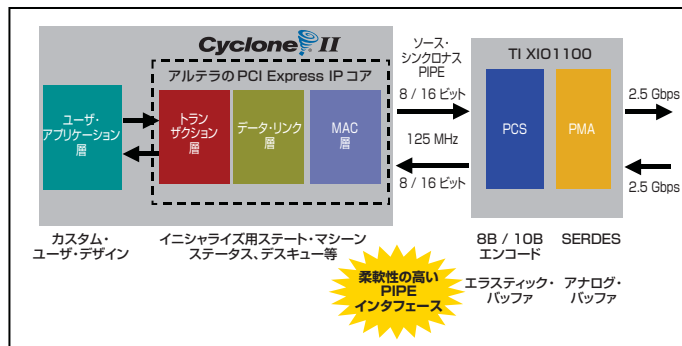 Cyclone II
アルテラのPCI Express IPコア
ユーザ・
アプリケーション
層
トラン
ザクション
層
データ・リンク
層
MAC
層
ソース・
シンクロナス
PIPE
8 / 16 ビット
125 MHz
8 / 16 ビット
TI XIO1100
PCS
PMA
2.5 Gbps
2.5 Gbps
カスタム・
ユーザ・デザイン
イニシャライズ用ステート・マシーン
ステータス、デスキュー等
柔軟性の高い
PIPE
インタフェース
8B / 10B
エンコード
エラスティック・
バッファ
SERDES
アナログ・
バッファ